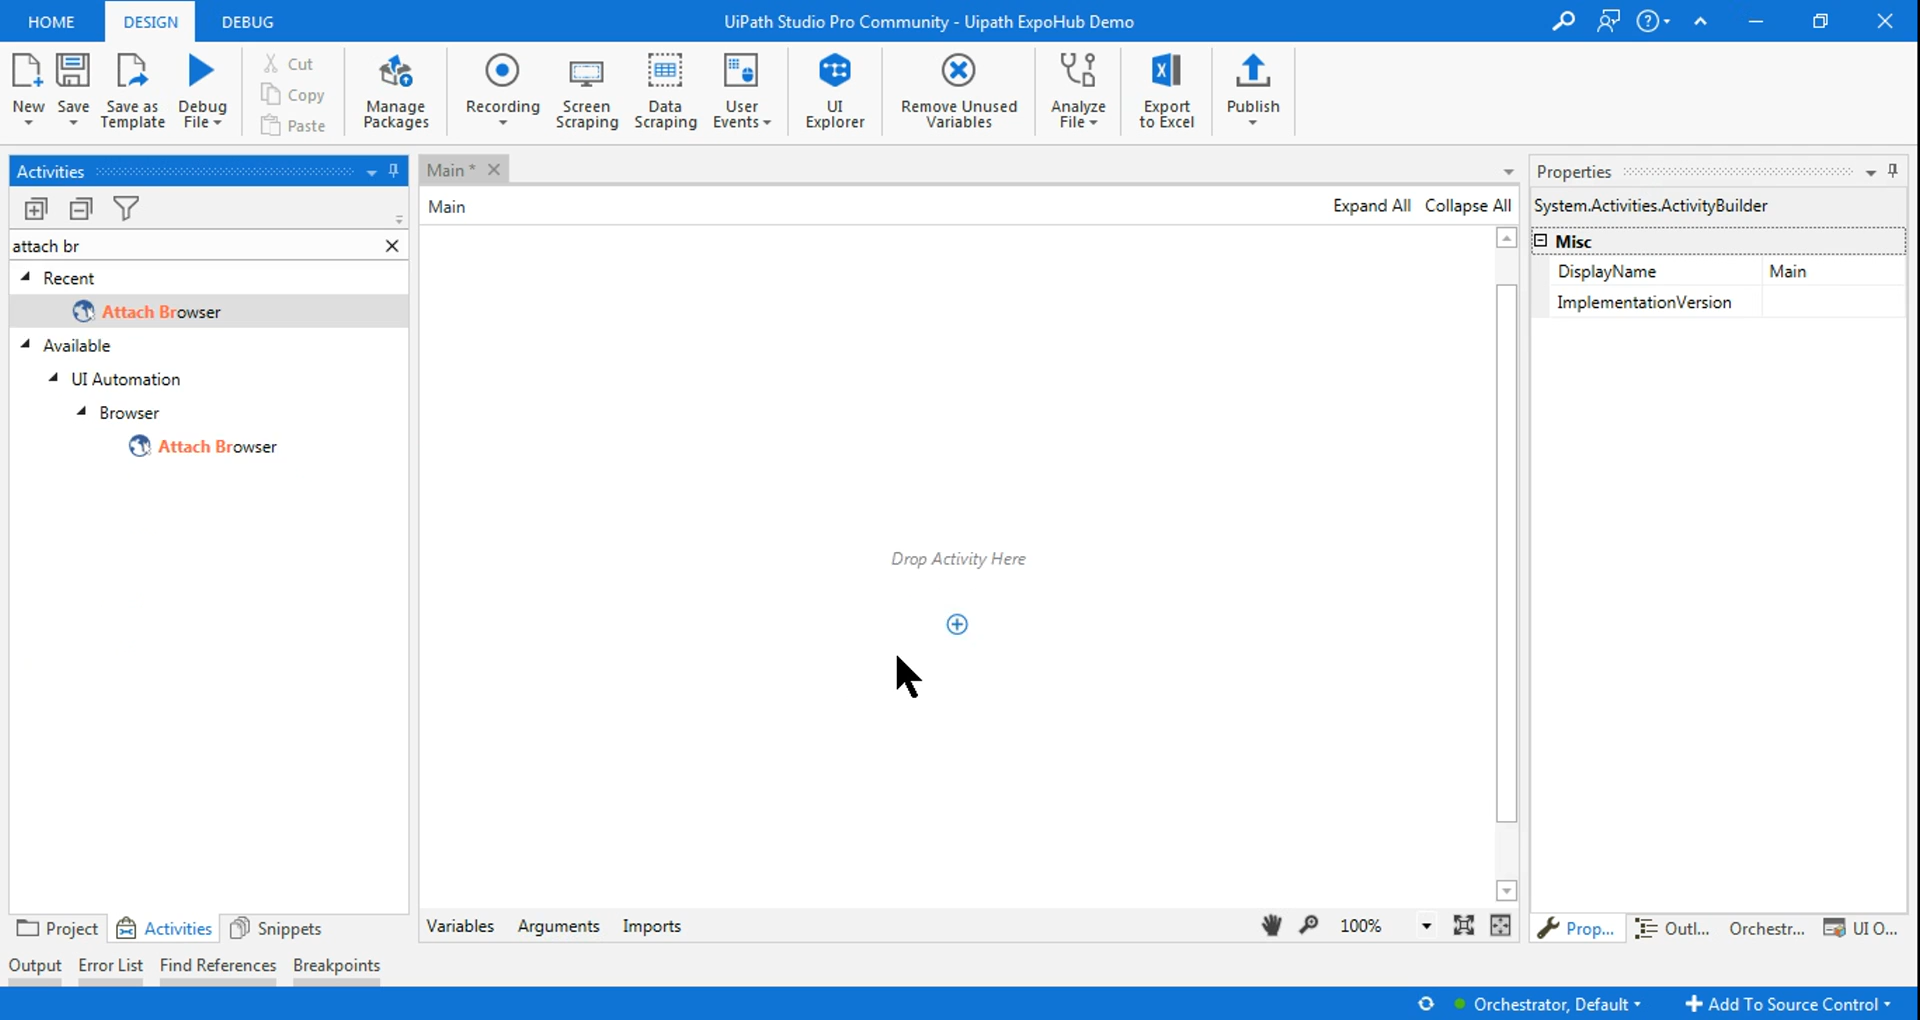 HOME DESIGN DEBUG UiPath Studio Pro Community - Uipath ExpoHub Demo
New Save Save as Template Debug File Cut Copy Paste Manage Packages Recording Screen Scraping Data Scraping User Events UI Explorer Remove Unused Variables Analyze File Export to Excel Publish
Activities
attach br
Recent
Attach Browser
Available
UI Automation
Browser
Attach Browser
Project Activities Snippets
Main *
Main Expand All Collapse All
Drop Activity Here
Variables Arguments Imports 100%
Properties
System.Activities.ActivityBuilder
Misc
DisplayName Main
ImplementationVersion
Prop... Outl... Orchestr... UI O...
Output Error List Find References Breakpoints
Orchestrator, Default Add To Source Control